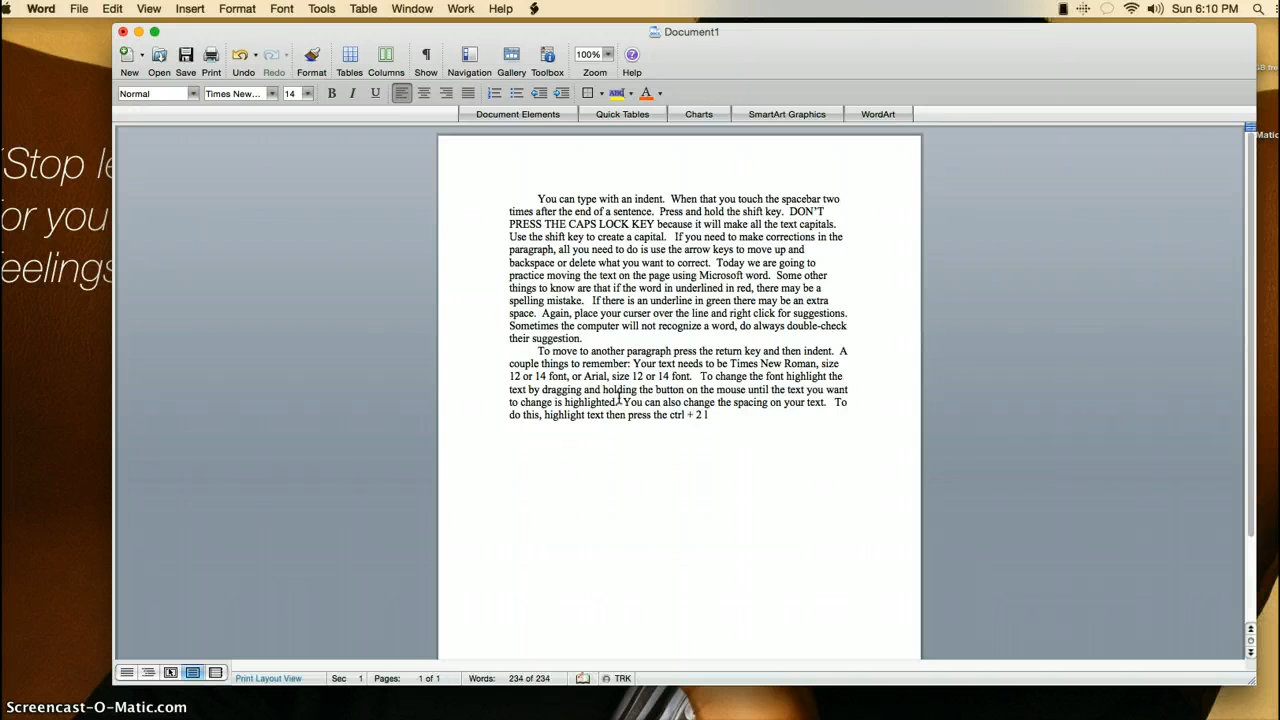 Word File Edit View Insert Format Font Tools Table Window Work Help Sun 6:10 PM
Document1
100%
New Open Save Print Undo Redo Format Tables Columns Show Navigation Gallery Toolbox Zoom Help
Normal Times New... 14 B I U ABC A
Document Elements Quick Tables Charts SmartArt Graphics WordArt
Stop le
or you
eelings
You can type with an indent. When that you touch the spacebar two
times after the end of a sentence. Press and hold the shift key. DON'T
PRESS THE CAPS LOCK KEY because it will make all the text capitals.
Use the shift key to create a capital. If you need to make corrections in the
paragraph, all you need to do is use the arrow keys to move up and
backspace or delete what you want to correct. Today we are going to
practice moving the text on the page using Microsoft word. Some other
things to know are that if the word in underlined in red, there may be a
spelling mistake. If there is an underline in green there may be an extra
space. Again, place your curser over the line and right click for suggestions.
Sometimes the computer will not recognize a word, do always double-check
their suggestion.
To move to another paragraph press the return key and then indent. A
couple things to remember: Your text needs to be Times New Roman, size
12 or 14 font, or Arial, size 12 or 14 font. To change the font highlight the
text by dragging and holding the button on the mouse until the text you want
to change is highlighted. You can also change the spacing on your text. To
do this, highlight text then press the ctrl + 2 l
Print Layout View Sec 1 Pages: 1 of 1 Words: 234 of 234 TRK
Screencast-O-Matic.com